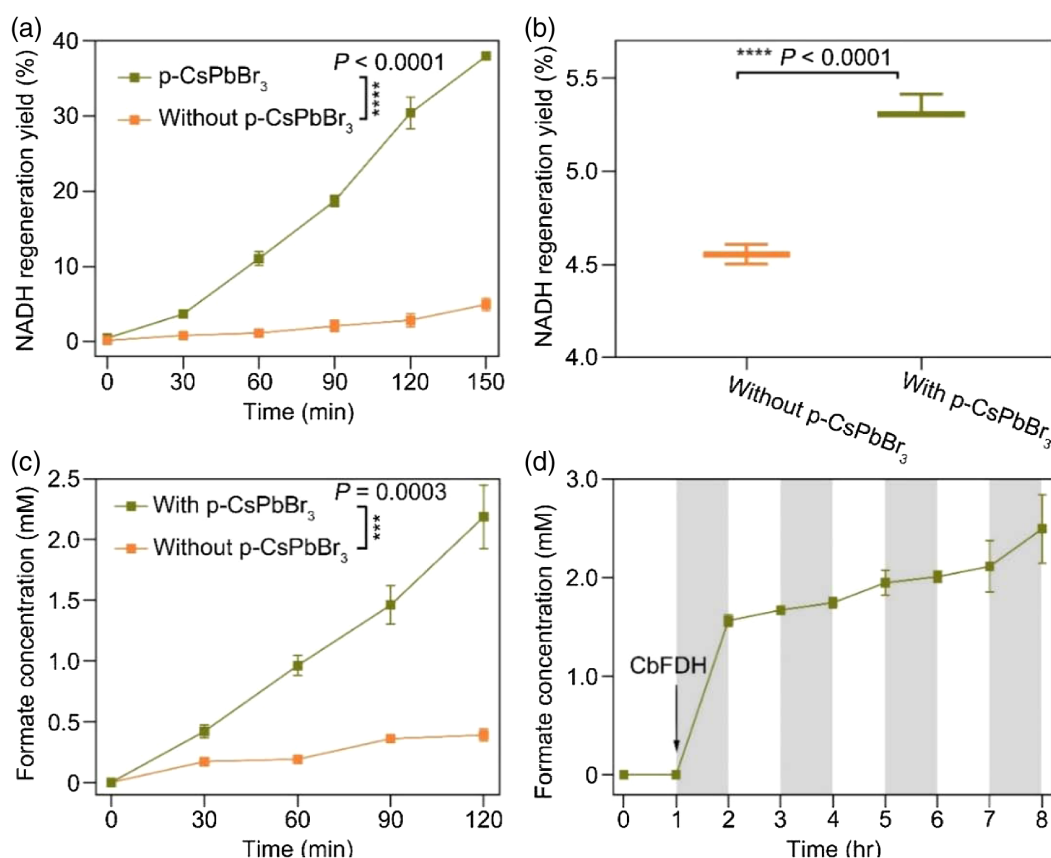 (a)
NADH regeneration yield (%)
40
30
20
10
0
p-CsPbBr₃
Without p-CsPbBr₃
P < 0.0001
****
0 30 60 90 120 150
Time (min)
(b)
NADH regeneration yield (%)
5.5
5.0
4.5
4.0
**** P < 0.0001
Without p-CsPbBr₃
With p-CsPbBr₃
(c)
Formate concentration (mM)
2.5
2.0
1.5
1.0
0.5
0
With p-CsPbBr₃
Without p-CsPbBr₃
P = 0.0003
***
0 30 60 90 120
Time (min)
(d)
Formate concentration (mM)
3.0
2.0
1.0
0
CbFDH
0 1 2 3 4 5 6 7 8
Time (hr)